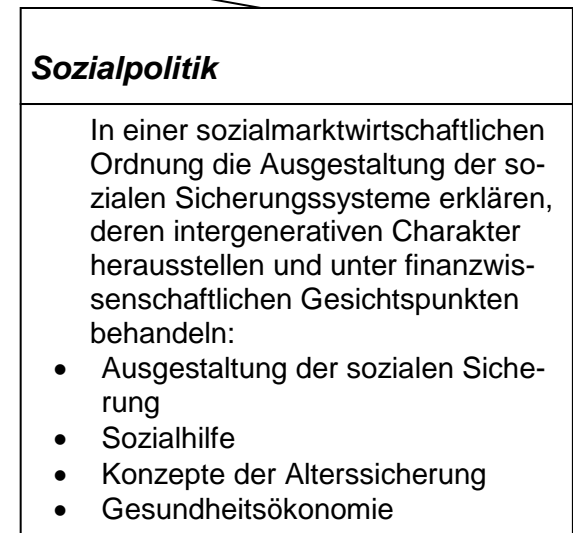 Sozialpolitik
In einer sozialmarktwirtschaftlichen
Ordnung die Ausgestaltung der so-
zialen Sicherungssysteme erklären,
deren intergenerativen Charakter
herausstellen und unter finanzwis-
senschaftlichen Gesichtspunkten
behandeln:
• Ausgestaltung der sozialen Siche-
rung
• Sozialhilfe
• Konzepte der Alterssicherung
• Gesundheitsökonomie